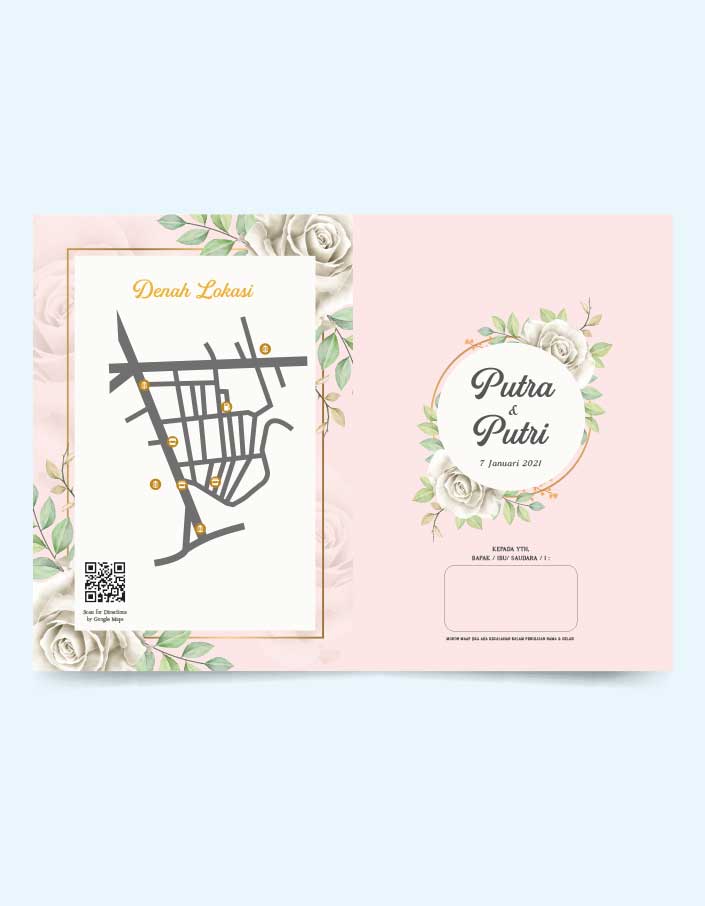 Denah Lokasi
Scan for Directions
by Google Maps
Putra
&
Putri
7 Januari 2021
KEPADA YTH,
BAPAK / IBU/ SAUDARA / I :
MOHON MAAF JIKA ADA KESALAHAN DALAM PENULISAN NAMA & GELAR